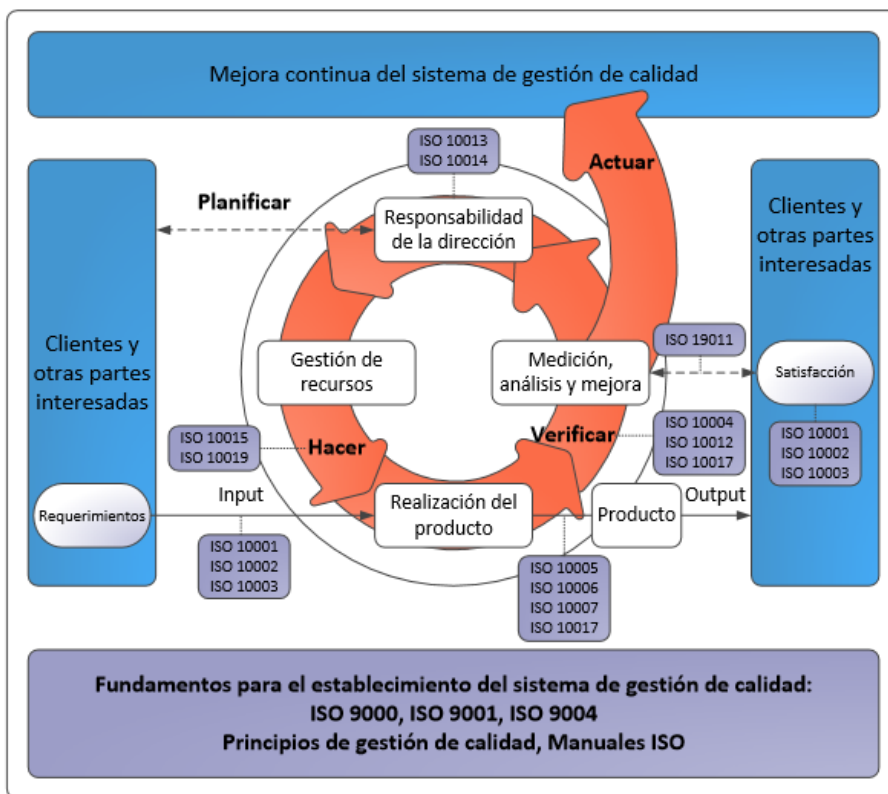 Mejora continua del sistema de gestión de calidad
ISO 10013
ISO 10014
Actuar
Planificar
Responsabilidad
de la dirección
Clientes y
otras partes
interesadas
Clientes y
otras partes
interesadas
ISO 19011
Gestión de
recursos
Medición,
análisis y mejora
Satisfacción
ISO 10015
ISO 10019
Hacer
Verificar
ISO 10004
ISO 10012
ISO 10017
ISO 10001
ISO 10002
ISO 10003
Input
Output
Requerimientos
Realización del
producto
Producto
ISO 10001
ISO 10002
ISO 10003
ISO 10005
ISO 10006
ISO 10007
ISO 10017
Fundamentos para el establecimiento del sistema de gestión de calidad:
ISO 9000, ISO 9001, ISO 9004
Principios de gestión de calidad, Manuales ISO